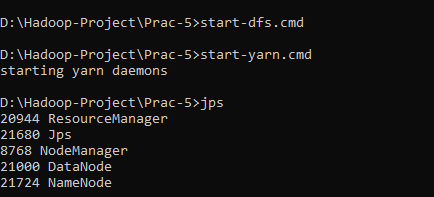 D:\Hadoop-Project\Prac-5>start-dfs.cmd
D:\Hadoop-Project\Prac-5>start-yarn.cmd
starting yarn daemons
D:\Hadoop-Project\Prac-5>jps
20944 ResourceManager
21680 Jps
8768 NodeManager
21000 DataNode
21724 NameNode